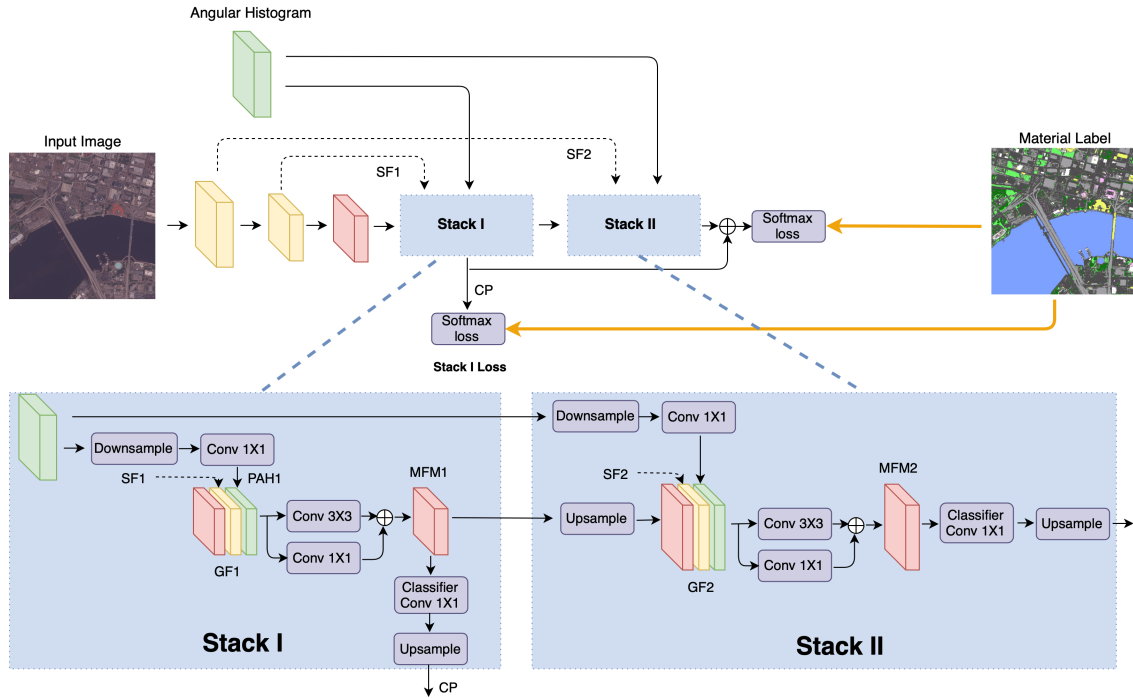 Angular Histogram
Input Image
Material Label
SF1
SF2
Stack I
Stack II
Softmax
loss
CP
Softmax
loss
Stack I Loss
Downsample
Conv 1X1
SF1
PAH1
MFM1
Conv 3X3
Conv 1X1
GF1
Classifier
Conv 1X1
Upsample
Stack I
CP
Downsample
Conv 1X1
SF2
MFM2
Upsample
Conv 3X3
Conv 1X1
Classifier
Conv 1X1
Upsample
GF2
Stack II